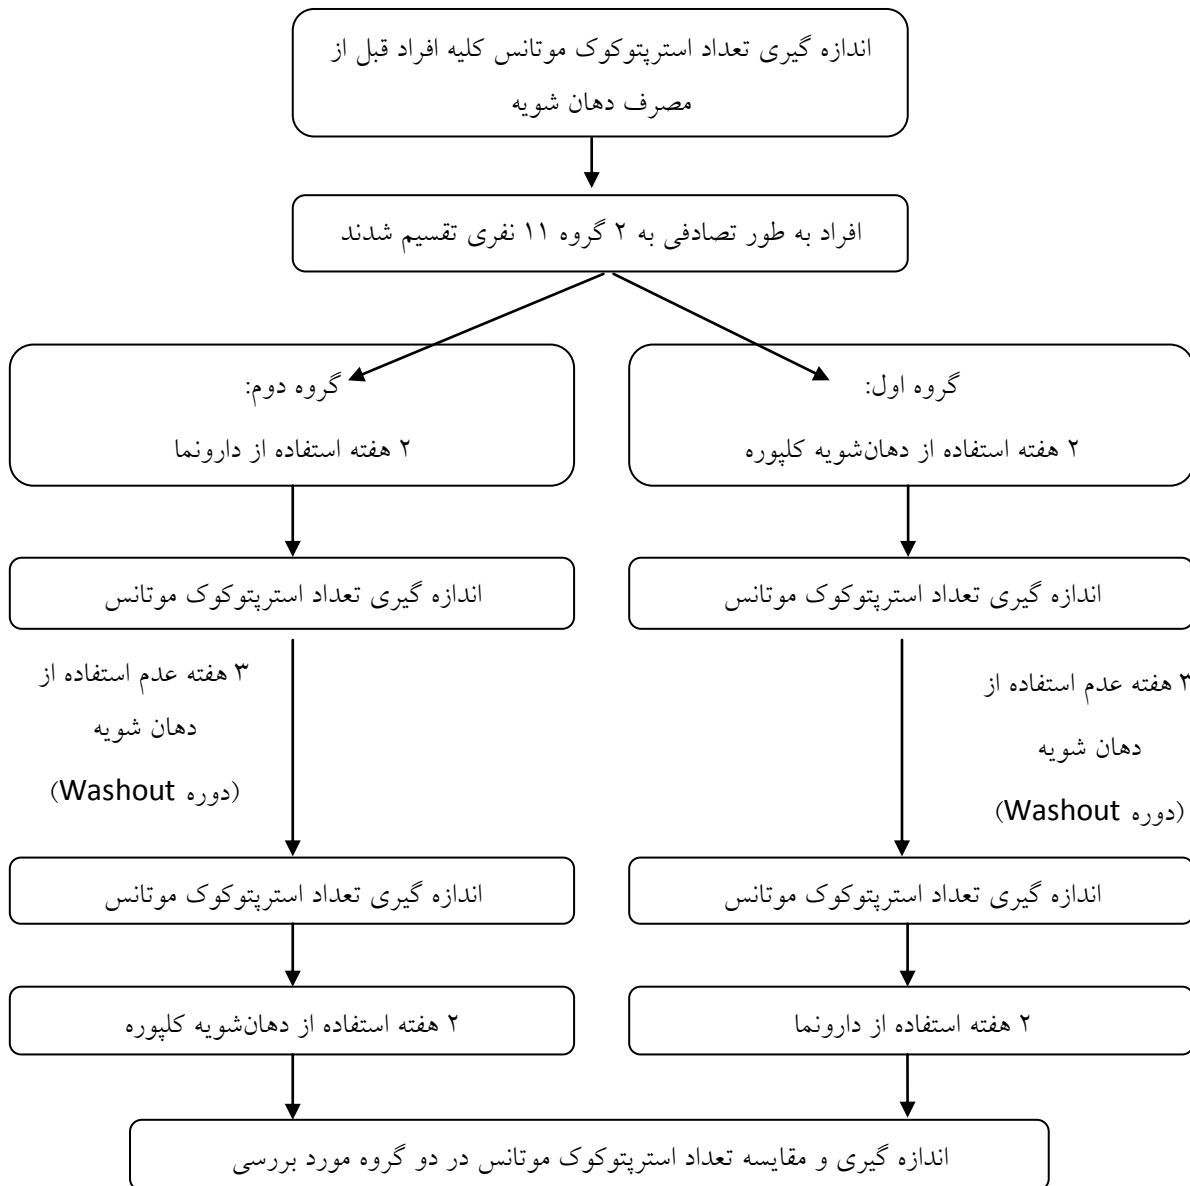 اندازه گیری تعداد استرپتوکوک موتانس کلیه افراد قبل از
مصرف دهان شویه
افراد به طور تصادفی به ۲ گروه ۱۱ نفری تقسیم شدند
گروه اول:
۲ هفته استفاده از دهان‌شویه کلپوره
گروه دوم:
۲ هفته استفاده از دارونما
اندازه گیری تعداد استرپتوکوک موتانس
اندازه گیری تعداد استرپتوکوک موتانس
۳ هفته عدم استفاده از
دهان شویه
(دوره Washout)
۳ هفته عدم استفاده از
دهان شویه
(دوره Washout)
اندازه گیری تعداد استرپتوکوک موتانس
اندازه گیری تعداد استرپتوکوک موتانس
۲ هفته استفاده از دارونما
۲ هفته استفاده از دهان‌شویه کلپوره
اندازه گیری و مقایسه تعداد استرپتوکوک موتانس در دو گروه مورد بررسی